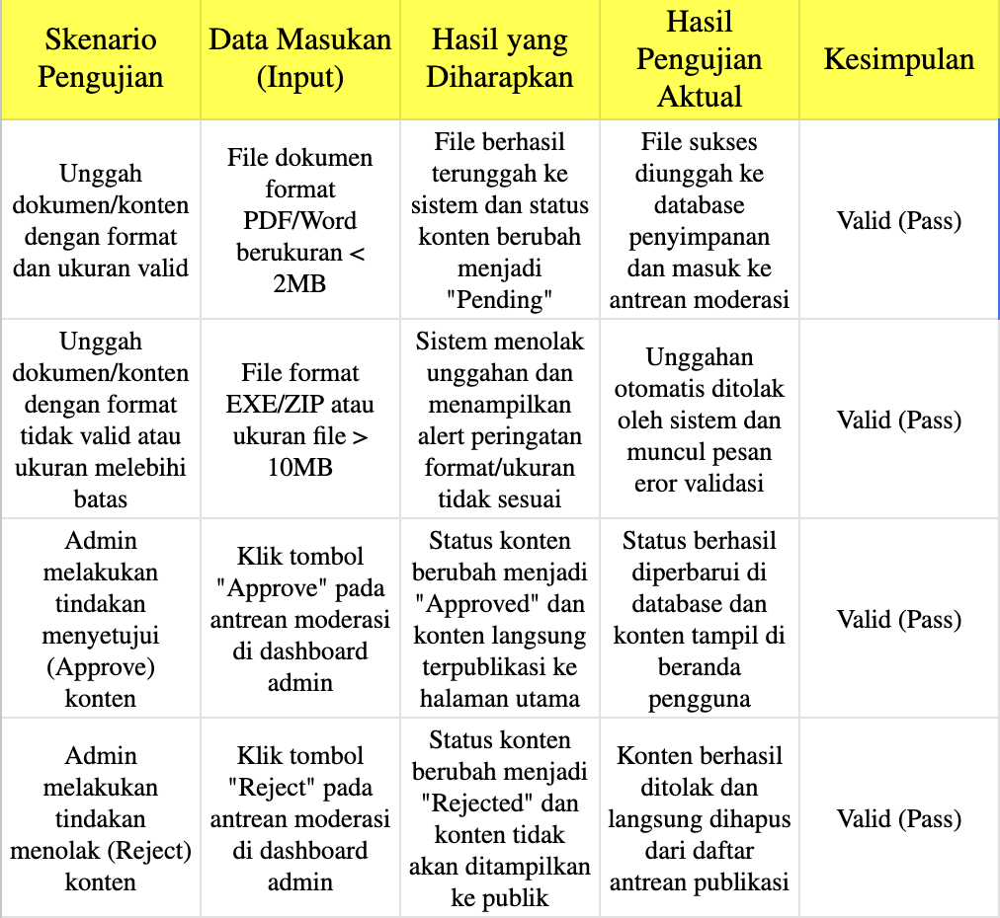 Skenario
Pengujian
Data Masukan
(Input)
Hasil yang
Diharapkan
Hasil
Pengujian
Aktual
Kesimpulan
Unggah
dokumen/konten
dengan format
dan ukuran valid
File dokumen
format
PDF/Word
berukuran <
2MB
File berhasil
terunggah ke
sistem dan status
konten berubah
menjadi
"Pending"
File sukses
diunggah ke
database
penyimpanan
dan masuk ke
antrean moderasi
Valid (Pass)
Unggah
dokumen/konten
dengan format
tidak valid atau
ukuran melebihi
batas
File format
EXE/ZIP atau
ukuran file >
10MB
Sistem menolak
unggahan dan
menampilkan
alert peringatan
format/ukuran
tidak sesuai
Unggahan
otomatis ditolak
oleh sistem dan
muncul pesan
eror validasi
Valid (Pass)
Admin
melakukan
tindakan
menyetujui
(Approve)
konten
Klik tombol
"Approve" pada
antrean moderasi
di dashboard
admin
Status konten
berubah menjadi
"Approved" dan
konten langsung
terpublikasi ke
halaman utama
Status berhasil
diperbarui di
database dan
konten tampil di
beranda
pengguna
Valid (Pass)
Admin
melakukan
tindakan
menolak (Reject)
konten
Klik tombol
"Reject" pada
antrean moderasi
di dashboard
admin
Status konten
berubah menjadi
"Rejected" dan
konten tidak
akan ditampilkan
ke publik
Konten berhasil
ditolak dan
langsung dihapus
dari daftar
antrean publikasi
Valid (Pass)